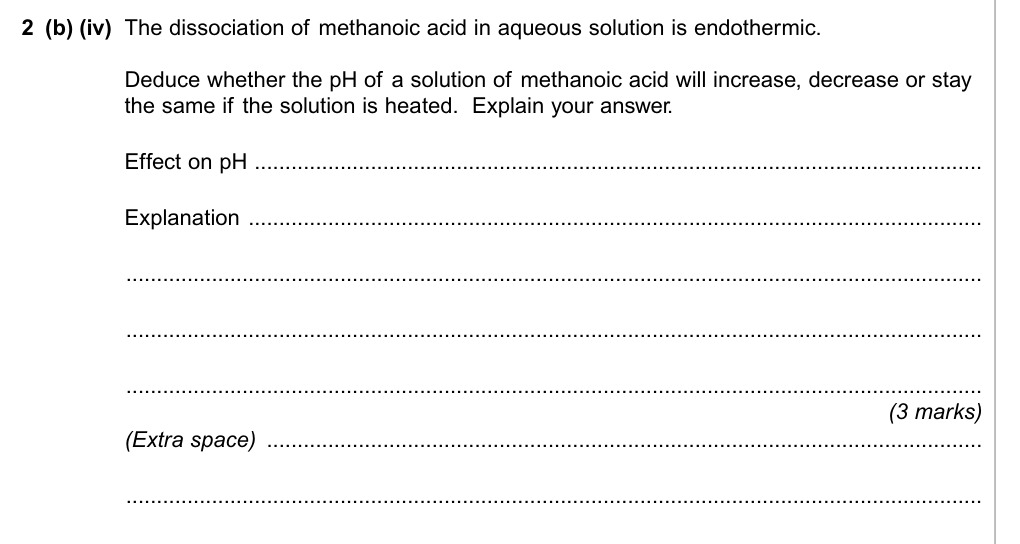 2 (b) (iv) The dissociation of methanoic acid in aqueous solution is endothermic.
Deduce whether the pH of a solution of methanoic acid will increase, decrease or stay
the same if the solution is heated. Explain your answer.
Effect on pH ........................................................................................................................
Explanation .........................................................................................................................
.............................................................................................................................................
.............................................................................................................................................
.............................................................................................................................................
(3 marks)
(Extra space) ......................................................................................................................
.............................................................................................................................................